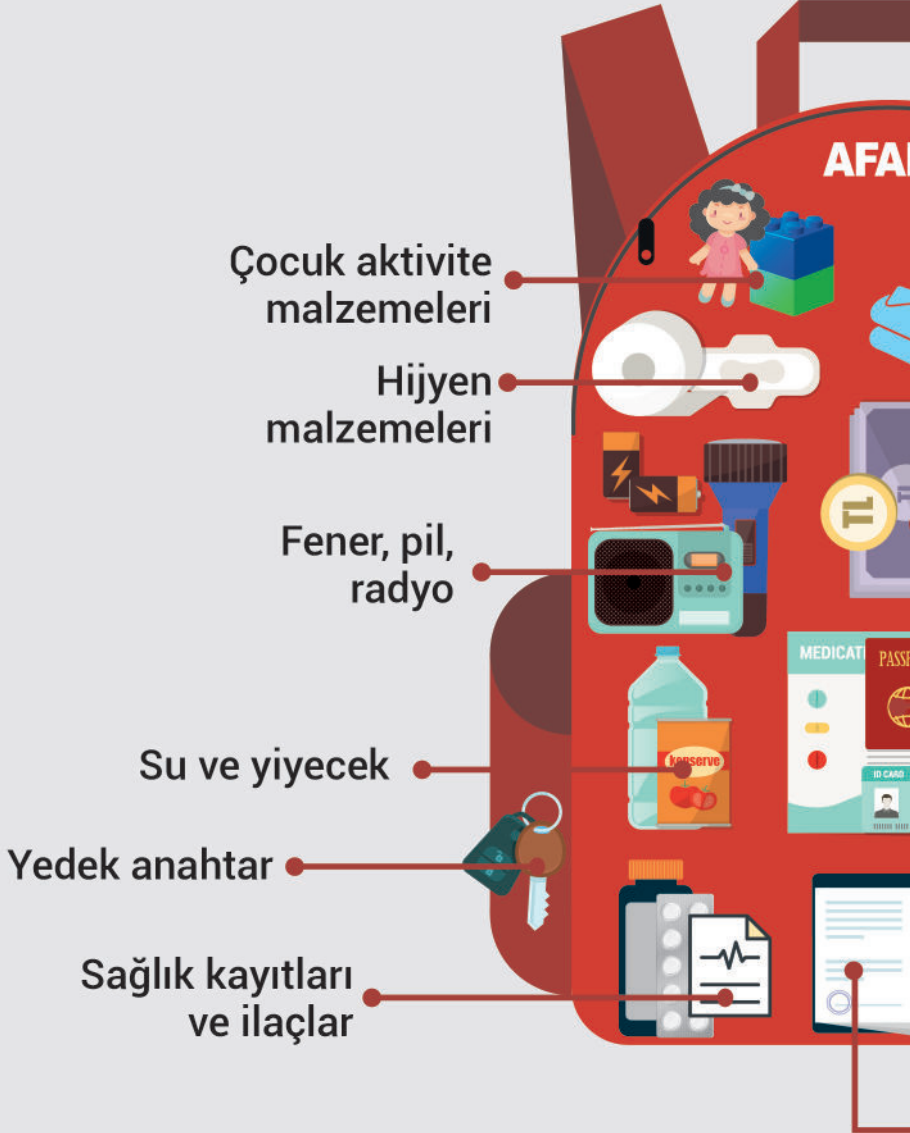 AFA
Çocuk aktivite
malzemeleri
Hijyen
malzemeleri
TL
Fener, pil,
radyo
MEDICAT
PASS
konserve
Su ve yiyecek
ID CARD
Yedek anahtar
Sağlık kayıtları
ve ilaçlar